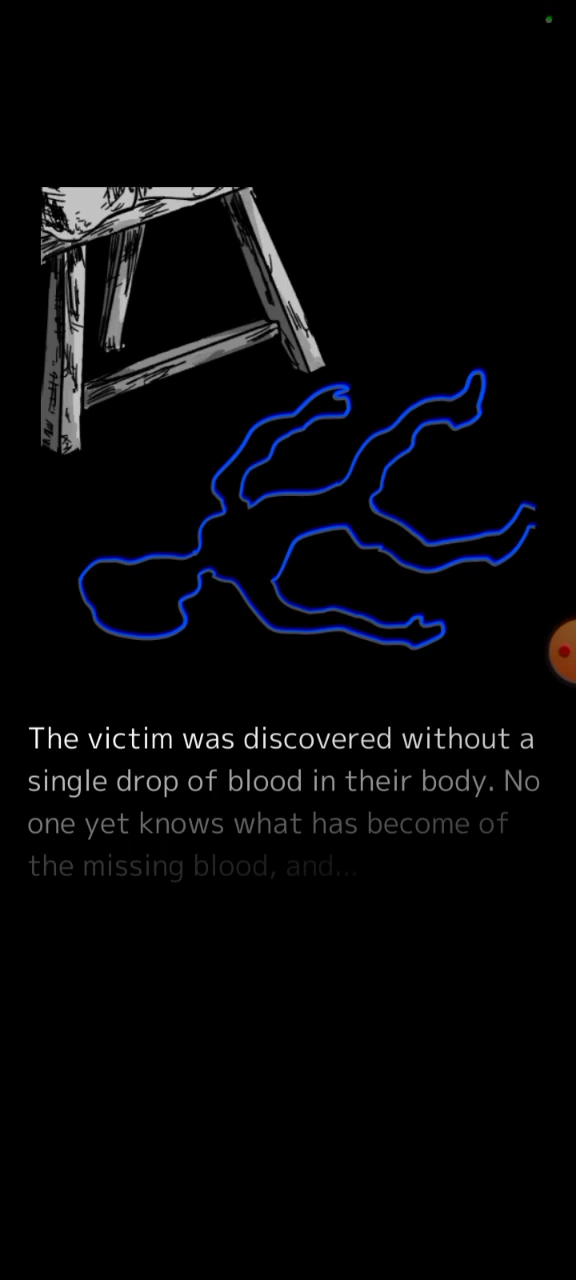 The victim was discovered without a
single drop of blood in their body. No
one yet knows what has become of
the missing blood, and...